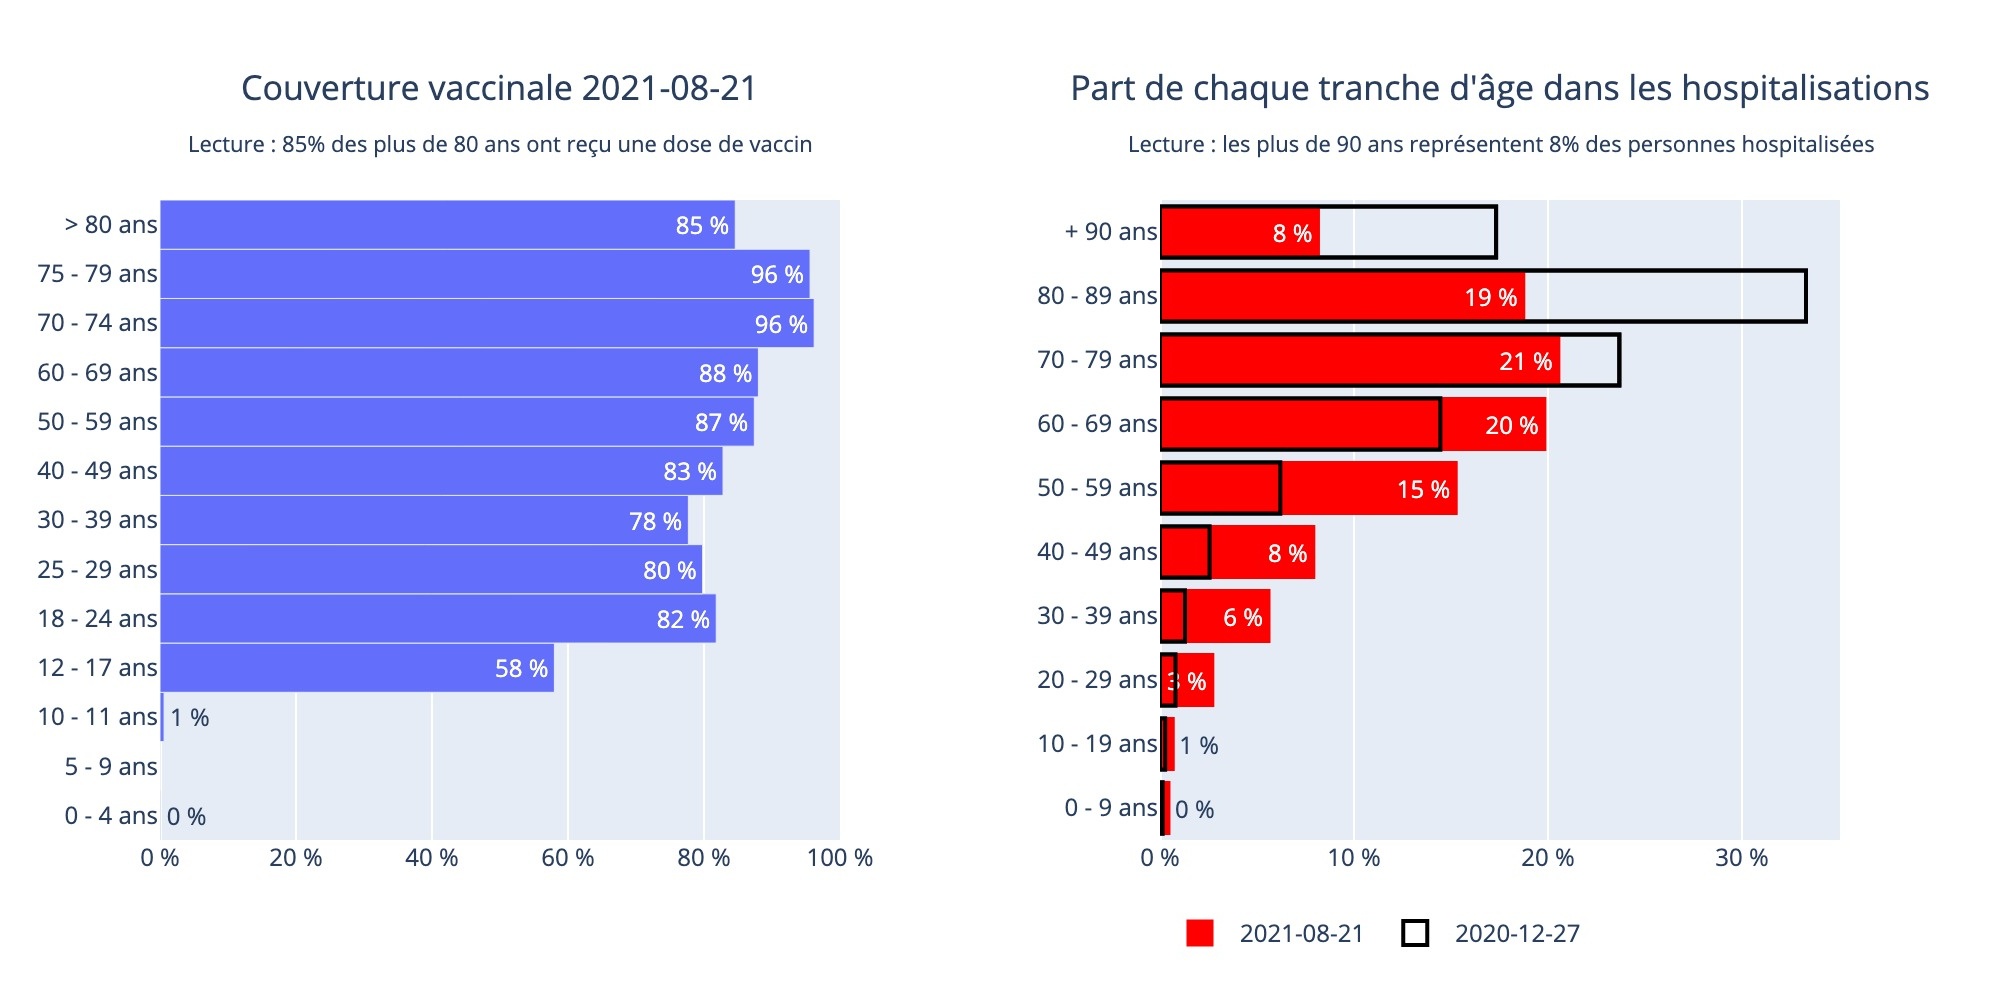 Couverture vaccinale 2021-08-21
Lecture : 85% des plus de 80 ans ont reçu une dose de vaccin
> 80 ans 85 %
75 - 79 ans 96 %
70 - 74 ans 96 %
60 - 69 ans 88 %
50 - 59 ans 87 %
40 - 49 ans 83 %
30 - 39 ans 78 %
25 - 29 ans 80 %
18 - 24 ans 82 %
12 - 17 ans 58 %
10 - 11 ans 1 %
5 - 9 ans
0 - 4 ans 0 %
0 % 20 % 40 % 60 % 80 % 100 %
Part de chaque tranche d'âge dans les hospitalisations
Lecture : les plus de 90 ans représentent 8% des personnes hospitalisées
+ 90 ans 8 %
80 - 89 ans 19 %
70 - 79 ans 21 %
60 - 69 ans 20 %
50 - 59 ans 15 %
40 - 49 ans 8 %
30 - 39 ans 6 %
20 - 29 ans 3 %
10 - 19 ans 1 %
0 - 9 ans 0 %
0 % 10 % 20 % 30 %
2021-08-21 2020-12-27